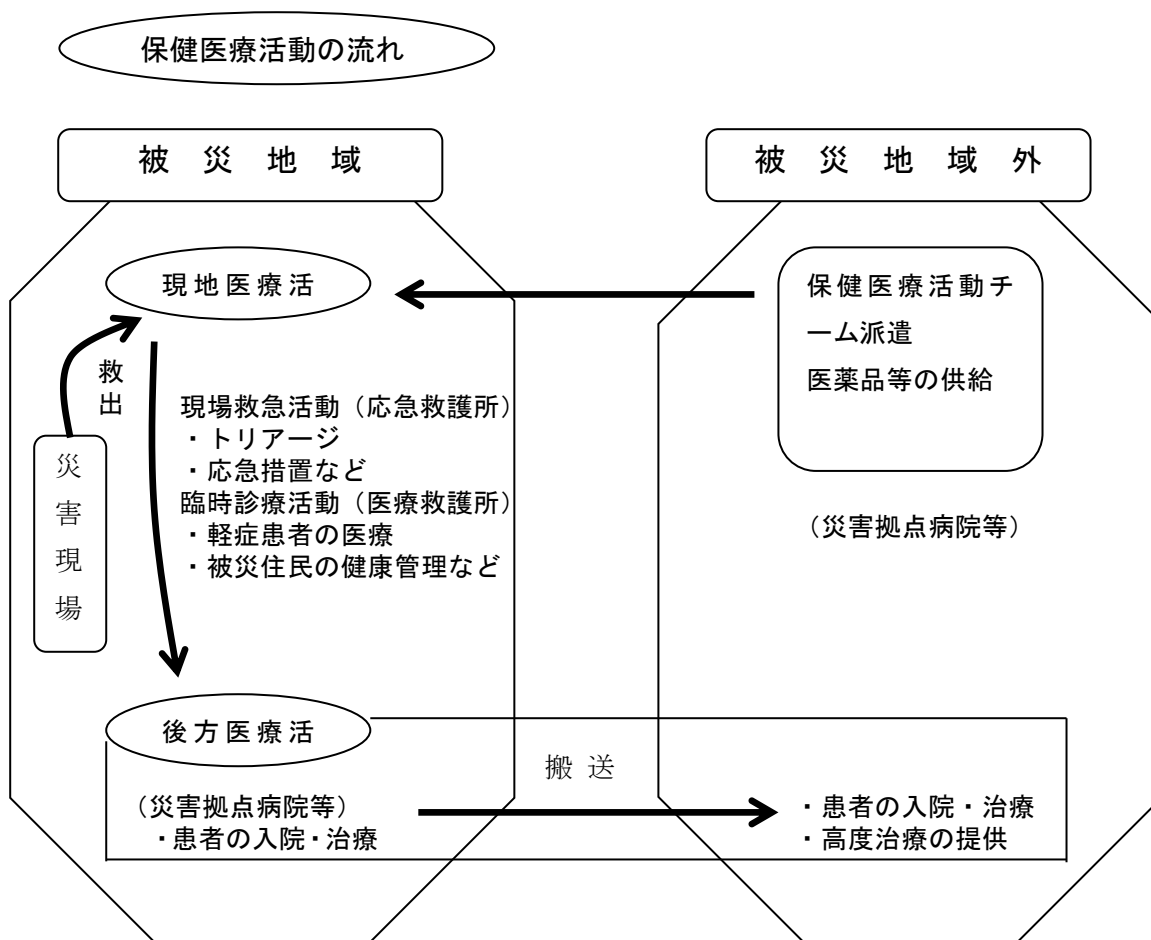 保健医療活動の流れ
被災地域
被災地域外
現地医療活
保健医療活動チ
ーム派遣
医薬品等の供給
救出
現場救急活動（応急救護所）
・トリアージ
・応急措置など
臨時診療活動（医療救護所）
・軽症患者の医療
・被災住民の健康管理など
災害現場
（災害拠点病院等）
後方医療活
搬送
（災害拠点病院等）
・患者の入院・治療
・患者の入院・治療
・高度治療の提供